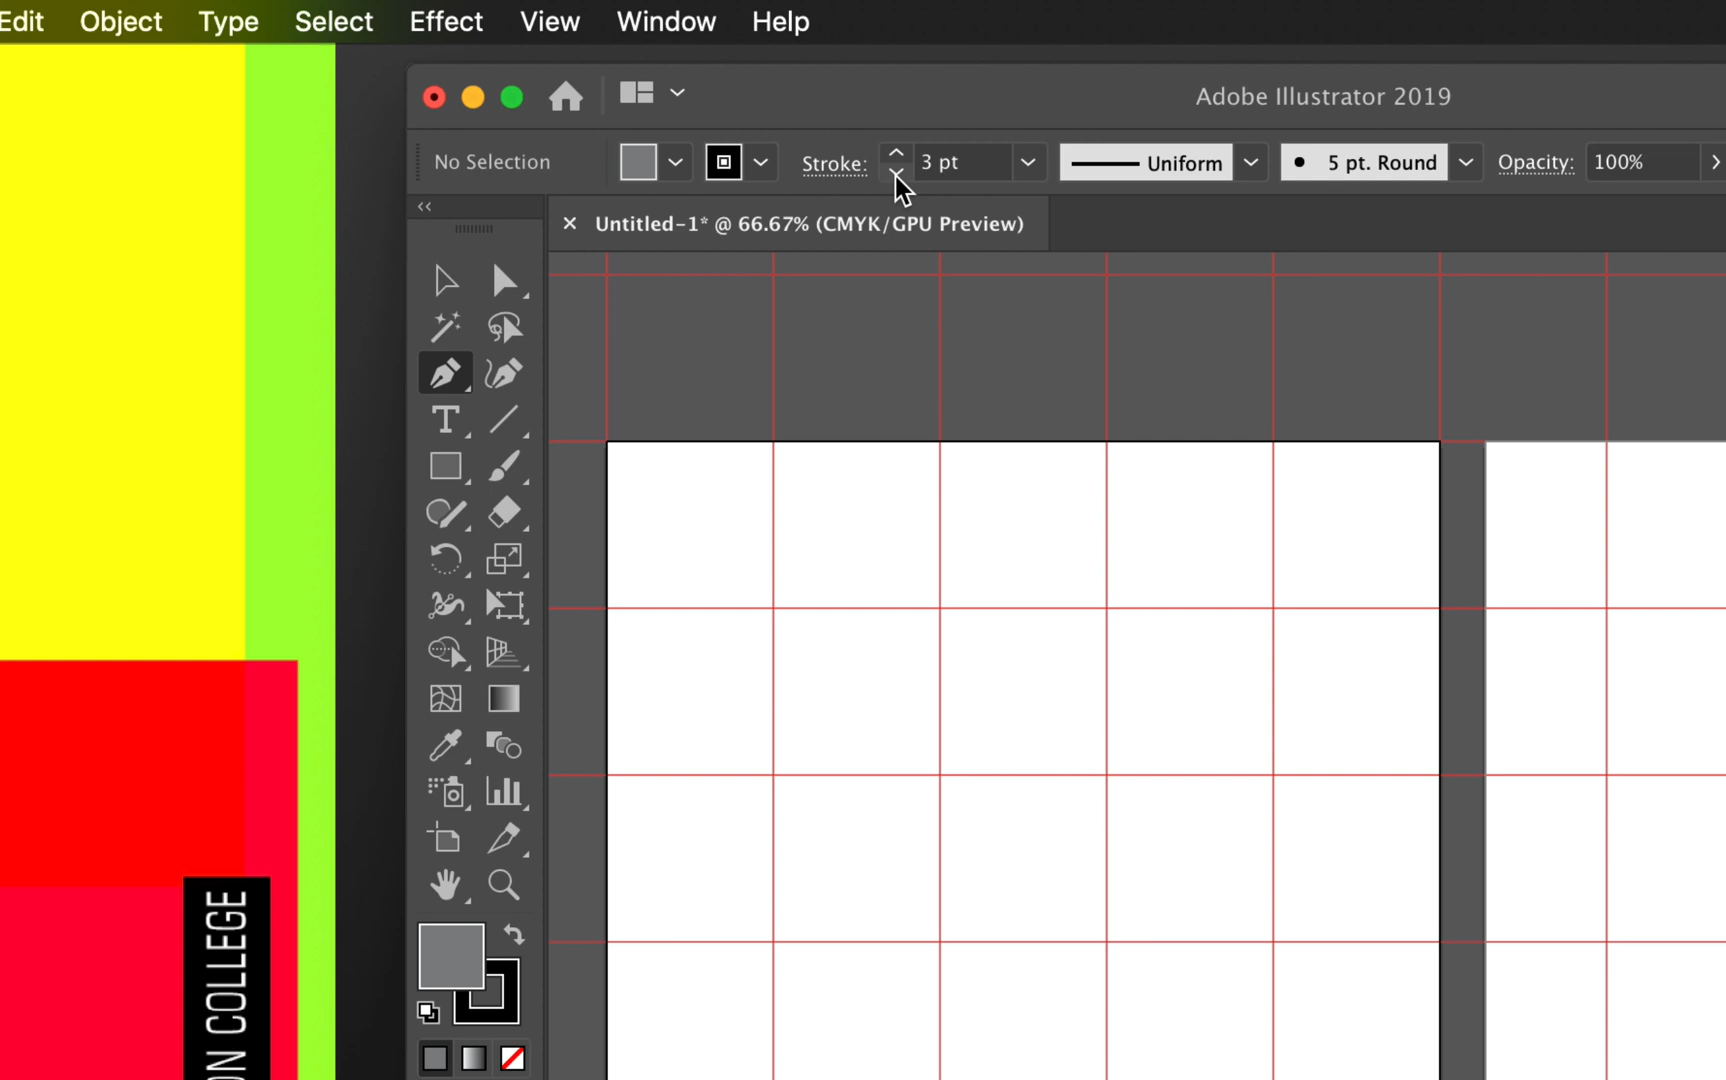 Edit Object Type Select Effect View Window Help
Adobe Illustrator 2019
No Selection Stroke: 3 pt Uniform 5 pt. Round Opacity: 100%
Untitled-1* @ 66.67% (CMYK/GPU Preview)
COLLEGE